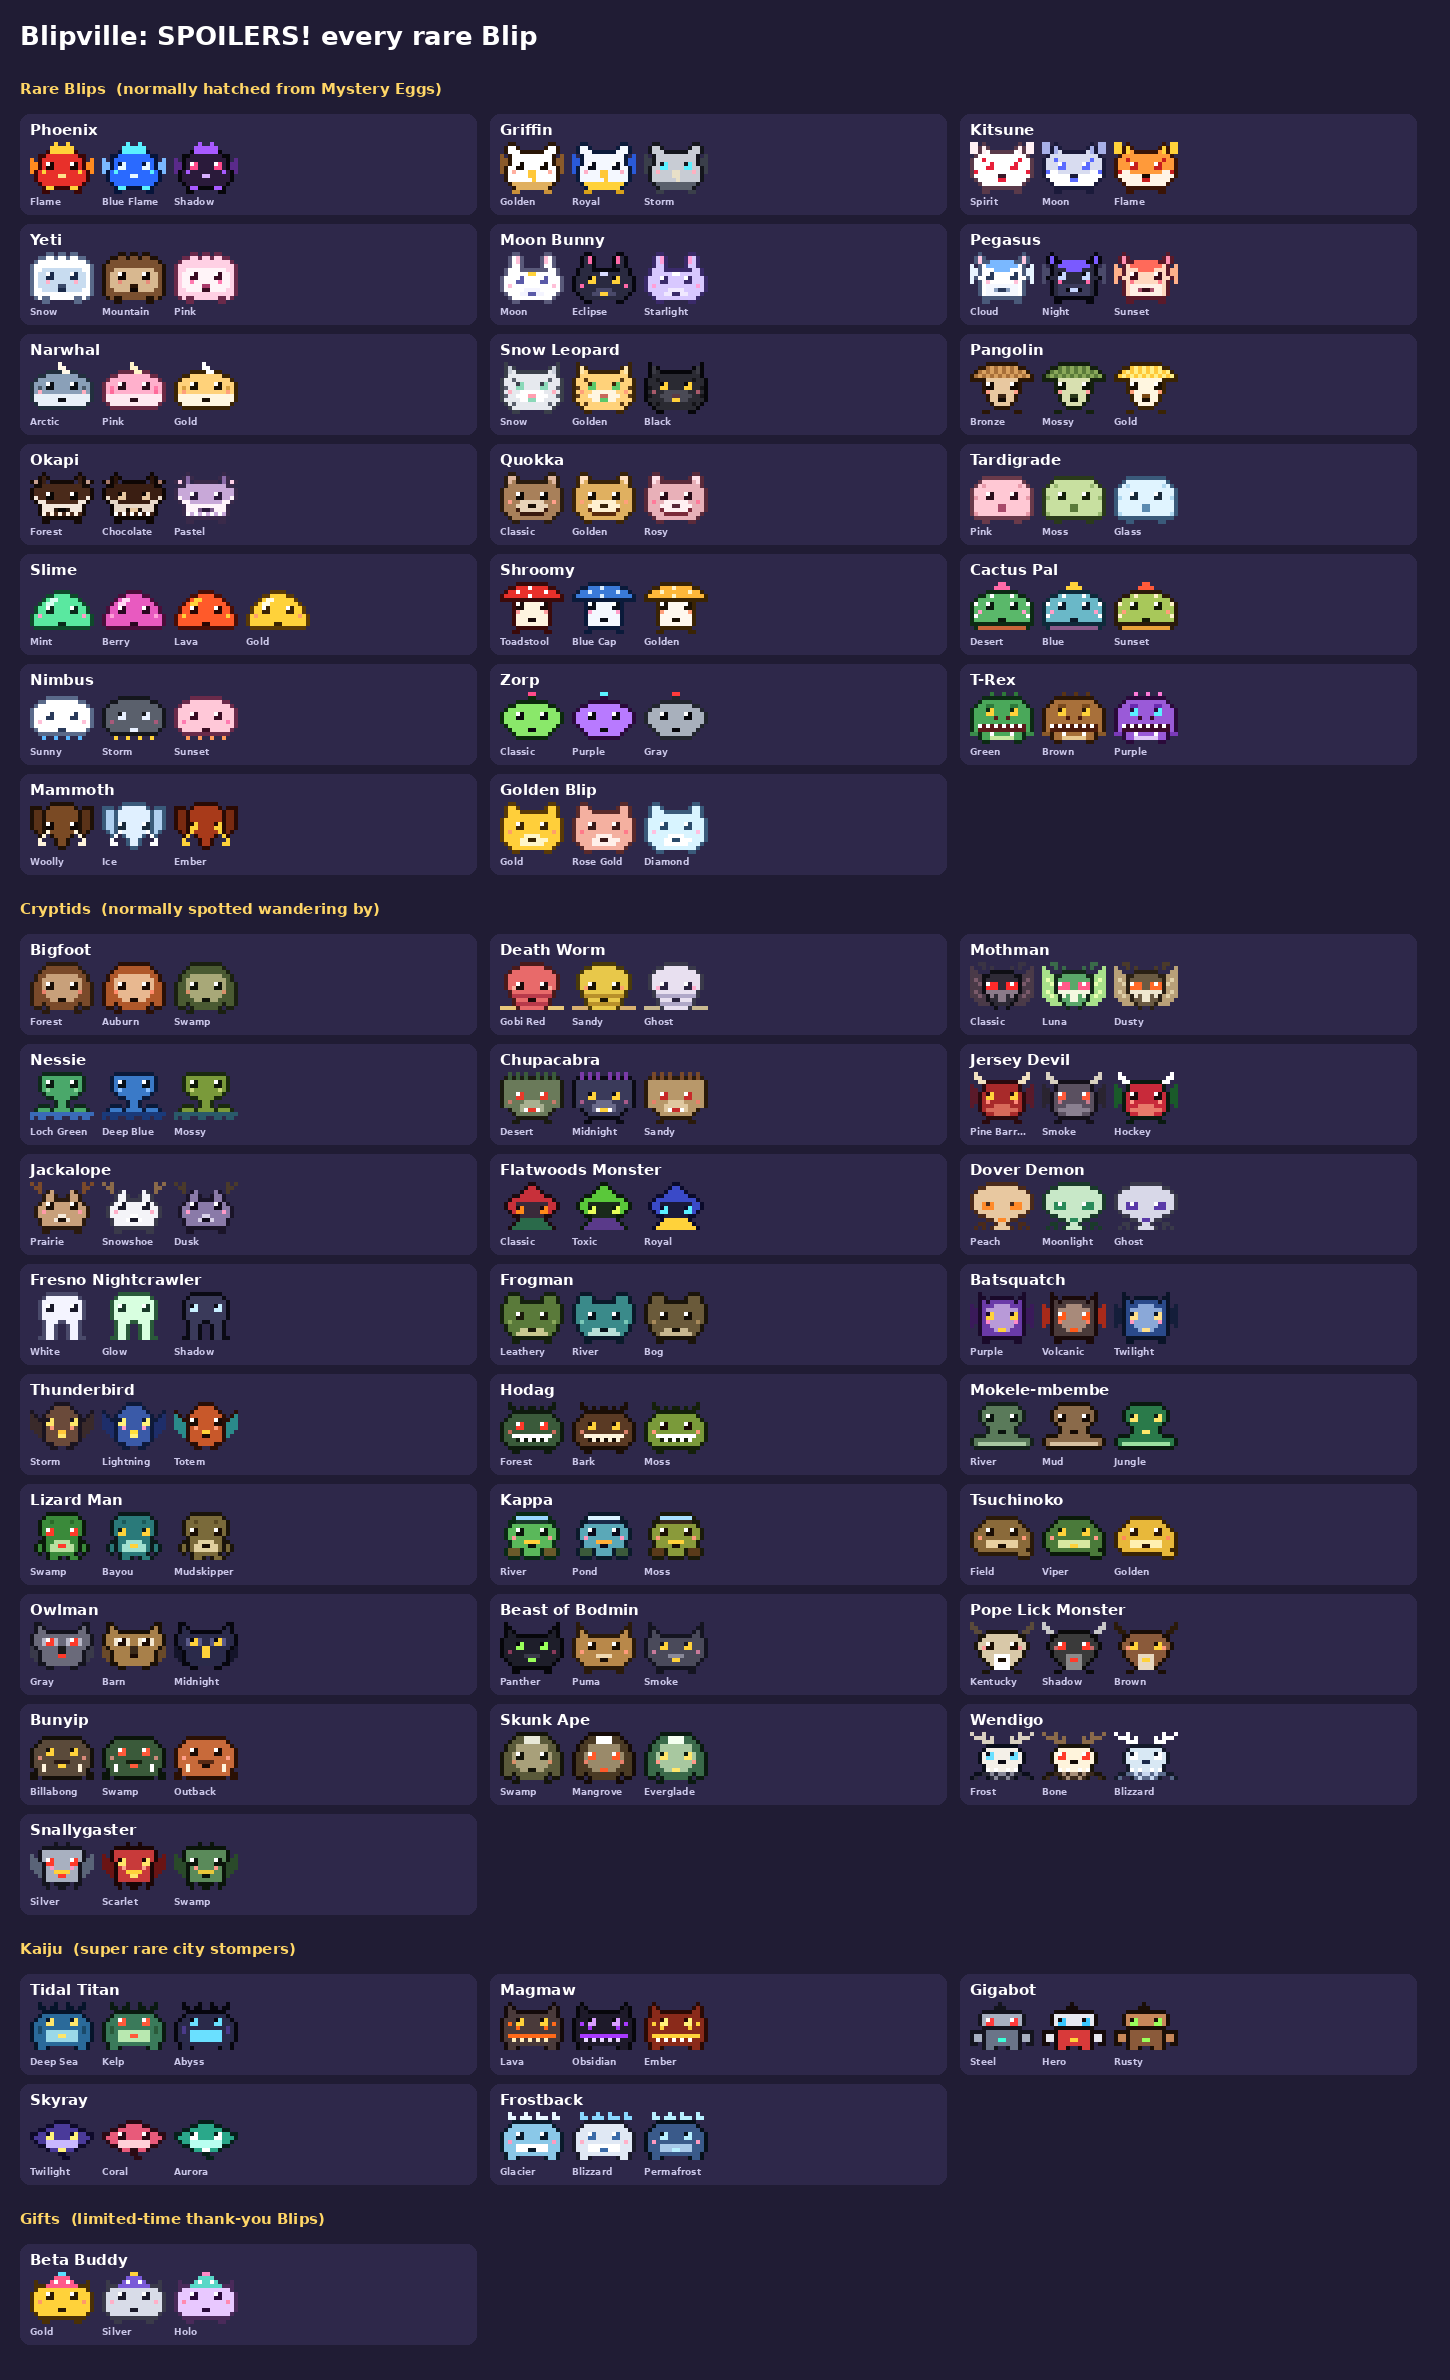 Blipville: SPOILERS! every rare Blip
Rare Blips (normally hatched from Mystery Eggs)
Phoenix
Flame Blue Flame Shadow
Griffin
Golden Royal Storm
Kitsune
Spirit Moon Flame
Yeti
Snow Mountain Pink
Moon Bunny
Moon Eclipse Starlight
Pegasus
Cloud Night Sunset
Narwhal
Arctic Pink Gold
Snow Leopard
Snow Golden Black
Pangolin
Bronze Mossy Gold
Okapi
Forest Chocolate Pastel
Quokka
Classic Golden Rosy
Tardigrade
Pink Moss Glass
Slime
Mint Berry Lava Gold
Shroomy
Toadstool Blue Cap Golden
Cactus Pal
Desert Blue Sunset
Nimbus
Sunny Storm Sunset
Zorp
Classic Purple Gray
T-Rex
Green Brown Purple
Mammoth
Woolly Ice Ember
Golden Blip
Gold Rose Gold Diamond
Cryptids (normally spotted wandering by)
Bigfoot
Forest Auburn Swamp
Death Worm
Gobi Red Sandy Ghost
Mothman
Classic Luna Dusty
Nessie
Loch Green Deep Blue Mossy
Chupacabra
Desert Midnight Sandy
Jersey Devil
Pine Barr... Smoke Hockey
Jackalope
Prairie Snowshoe Dusk
Flatwoods Monster
Classic Toxic Royal
Dover Demon
Peach Moonlight Ghost
Fresno Nightcrawler
White Glow Shadow
Frogman
Leathery River Bog
Batsquatch
Purple Volcanic Twilight
Thunderbird
Storm Lightning Totem
Hodag
Forest Bark Moss
Mokele-mbembe
River Mud Jungle
Lizard Man
Swamp Bayou Mudskipper
Kappa
River Pond Moss
Tsuchinoko
Field Viper Golden
Owlman
Gray Barn Midnight
Beast of Bodmin
Panther Puma Smoke
Pope Lick Monster
Kentucky Shadow Brown
Bunyip
Billabong Swamp Outback
Skunk Ape
Swamp Mangrove Everglade
Wendigo
Frost Bone Blizzard
Snallygaster
Silver Scarlet Swamp
Kaiju (super rare city stompers)
Tidal Titan
Deep Sea Kelp Abyss
Magmaw
Lava Obsidian Ember
Gigabot
Steel Hero Rusty
Skyray
Twilight Coral Aurora
Frostback
Glacier Blizzard Permafrost
Gifts (limited-time thank-you Blips)
Beta Buddy
Gold Silver Holo